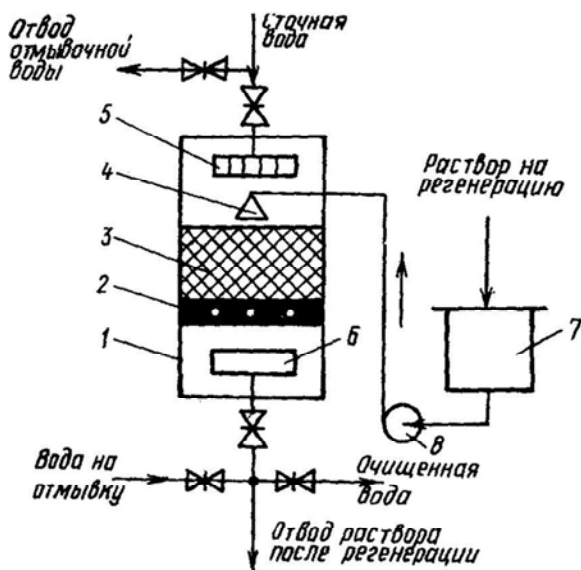 Отвод
отмывочной
воды
Сточная
вода
5
4
3
2
1
6
Раствор на
регенерацию
7
8
Вода на
отмывку
Очищенная
вода
Отвод раствора
после регенерации